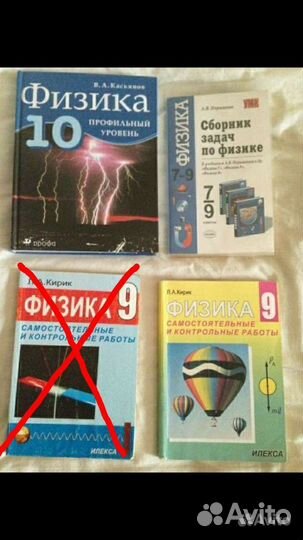 В. А. Касьянов
Физика
10
ПРОФИЛЬНЫЙ
УРОВЕНЬ
дрофа
А.В. Перышкин
УМК
ФИЗИКА
7-9
Сборник
задач
по физике
7/9
классы
Л.А.Кирик
ФИЗИКА 9
САМОСТОЯТЕЛЬНЫЕ
И КОНТРОЛЬНЫЕ РАБОТЫ
ИЛЕКСА
Л.А.Кирик
ФИЗИКА 9
САМОСТОЯТЕЛЬНЫЕ
И КОНТРОЛЬНЫЕ РАБОТЫ
ИЛЕКСА
Avito